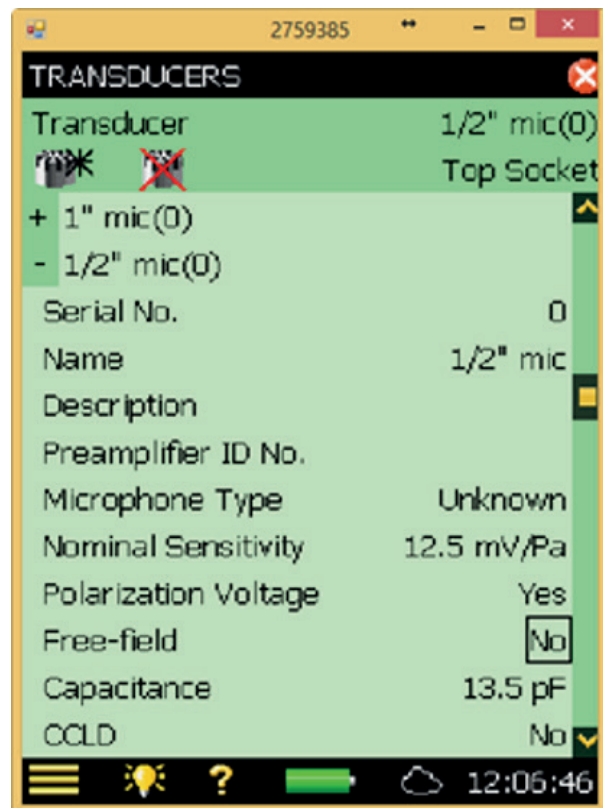 2759385
TRANSDUCERS
Transducer 1/2" mic(0)
Top Socket
+ 1" mic(0)
- 1/2" mic(0)
Serial No. 0
Name 1/2" mic
Description
Preamplifier ID No.
Microphone Type Unknown
Nominal Sensitivity 12.5 mV/Pa
Polarization Voltage Yes
Free-field No
Capacitance 13.5 pF
CCLD No
? 12:06:46